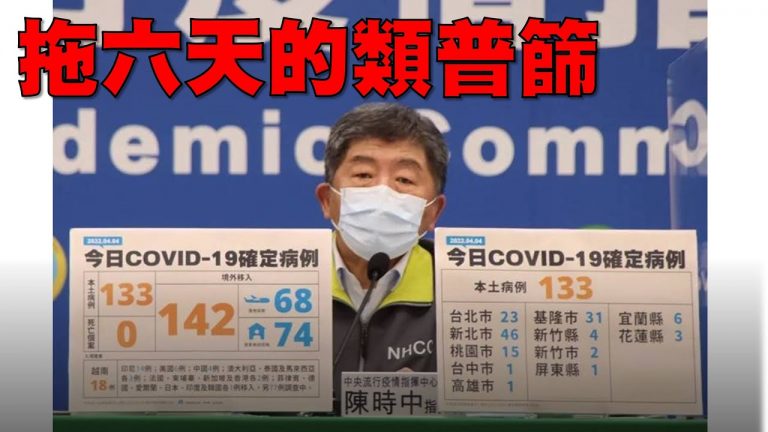 拖六天的類普篩
demic Comm
2022.04.04
今日COVID-19確定病例
本土病例
133
死亡個案
0
境外移入
142
68
74
越南
18例
2022.04.04
今日COVID-19確定病例
本土病例 133
台北市 23 基隆市 31 宜蘭縣 6
新北市 46 新竹縣 4 花蓮縣 3
桃園市 15 新竹市 2
台中市 1 屏東縣 1
高雄市 1
NHCC
中央流行疫情指揮中心
陳時中指